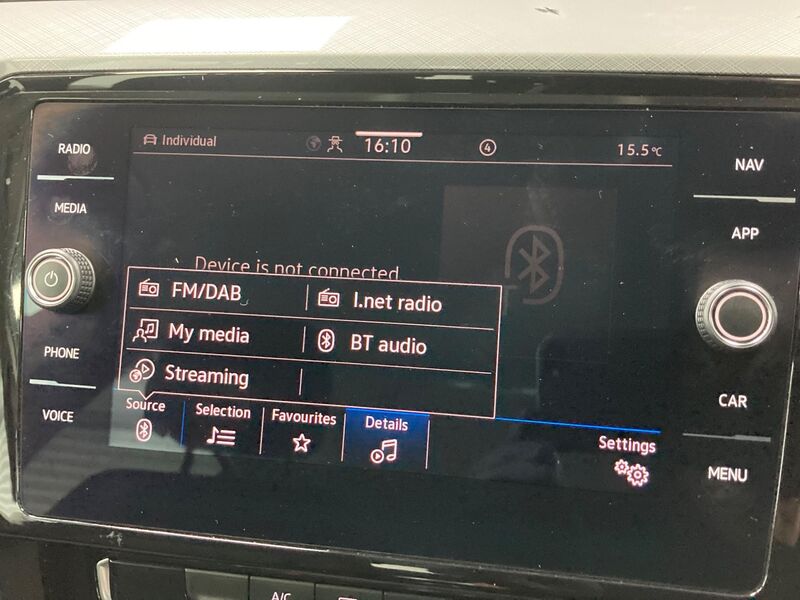 RADIO
MEDIA
PHONE
VOICE
Individual
16:10
4
15.5°C
Device is not connected
FM/DAB
I.net radio
My media
BT audio
Streaming
Source
Selection
Favourites
Details
Settings
NAV
APP
CAR
MENU
A/C